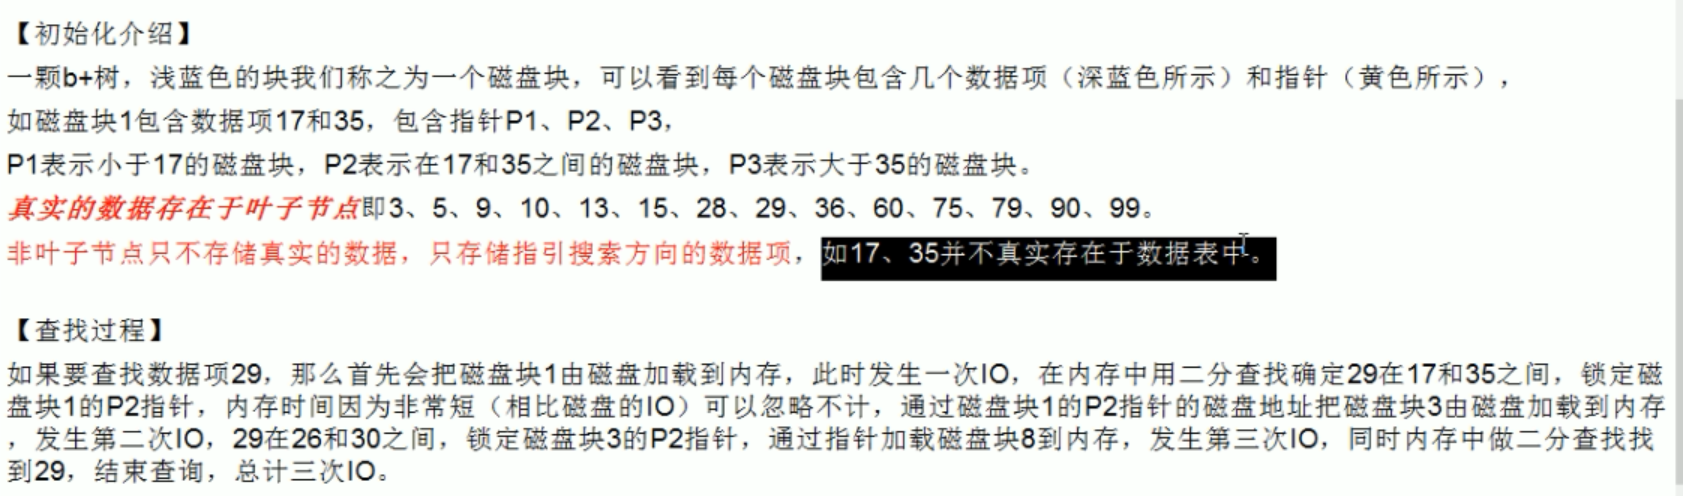 【初始化介绍】
一颗b+树，浅蓝色的块我们称之为一个磁盘块，可以看到每个磁盘块包含几个数据项（深蓝色所示）和指针（黄色所示），
如磁盘块1包含数据项17和35，包含指针P1、P2、P3，
P1表示小于17的磁盘块，P2表示在17和35之间的磁盘块，P3表示大于35的磁盘块。
真实的数据存在于叶子节点即3、5、9、10、13、15、28、29、36、60、75、79、90、99。
非叶子节点只不存储真实的数据，只存储指引搜索方向的数据项，如17、35并不真实存在于数据表中。
【查找过程】
如果要查找数据项29，那么首先会把磁盘块1由磁盘加载到内存，此时发生一次IO，在内存中用二分查找确定29在17和35之间，锁定磁
盘块1的P2指针，内存时间因为非常短（相比磁盘的IO）可以忽略不计，通过磁盘块1的P2指针的磁盘地址把磁盘块3由磁盘加载到内存
，发生第二次IO，29在26和30之间，锁定磁盘块3的P2指针，通过指针加载磁盘块8到内存，发生第三次IO，同时内存中做二分查找找
到29，结束查询，总计三次IO。